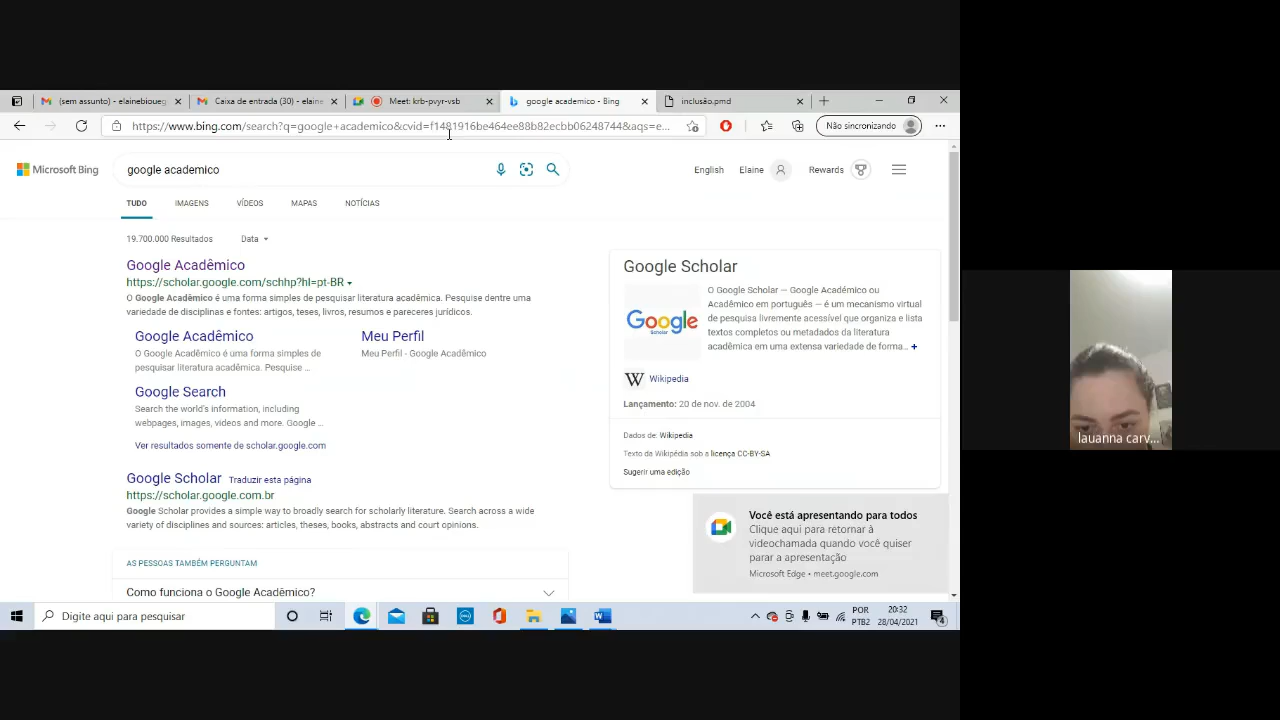 (sem assunto) - elainebioueg
Caixa de entrada (30) - elaine
Meet: krb-pvyr-vsb
google academico - Bing
inclusão.pmd
https://www.bing.com/search?q=google+academico&cvid=f1481916be464ee88b82ecbb06248744&aqs=e...
Não sincronizando
Microsoft Bing
google academico
English
Elaine
Rewards
TUDO
IMAGENS
VÍDEOS
MAPAS
NOTÍCIAS
19.700.000 Resultados
Data
Google Acadêmico
https://scholar.google.com/schhp?hl=pt-BR
O Google Acadêmico é uma forma simples de pesquisar literatura acadêmica. Pesquise dentre uma
variedade de disciplinas e fontes: artigos, teses, livros, resumos e pareceres jurídicos.
Google Acadêmico
O Google Acadêmico é uma forma simples de
pesquisar literatura acadêmica. Pesquise ...
Meu Perfil
Meu Perfil - Google Acadêmico
Google Search
Search the world's information, including
webpages, images, videos and more. Google ...
Ver resultados somente de scholar.google.com
Google Scholar Traduzir esta página
https://scholar.google.com.br
Google Scholar provides a simple way to broadly search for scholarly literature. Search across a wide
variety of disciplines and sources: articles, theses, books, abstracts and court opinions.
AS PESSOAS TAMBÉM PERGUNTAM
Como funciona o Google Acadêmico?
Google Scholar
Google
Scholar
O Google Scholar — Google Acadêmico ou
Acadêmico em português — é um mecanismo virtual
de pesquisa livremente acessível que organiza e lista
textos completos ou metadados da literatura
acadêmica em uma extensa variedade de forma... +
W Wikipedia
Lançamento: 20 de nov. de 2004
Dados de: Wikipedia
Texto da Wikipédia sob a licença CC-BY-SA
Sugerir uma edição
Você está apresentando para todos
Clique aqui para retornar à
videochamada quando você quiser
parar a apresentação
Microsoft Edge • meet.google.com
lauanna carv...
Digite aqui para pesquisar
POR
PTB2
20:32
28/04/2021
4